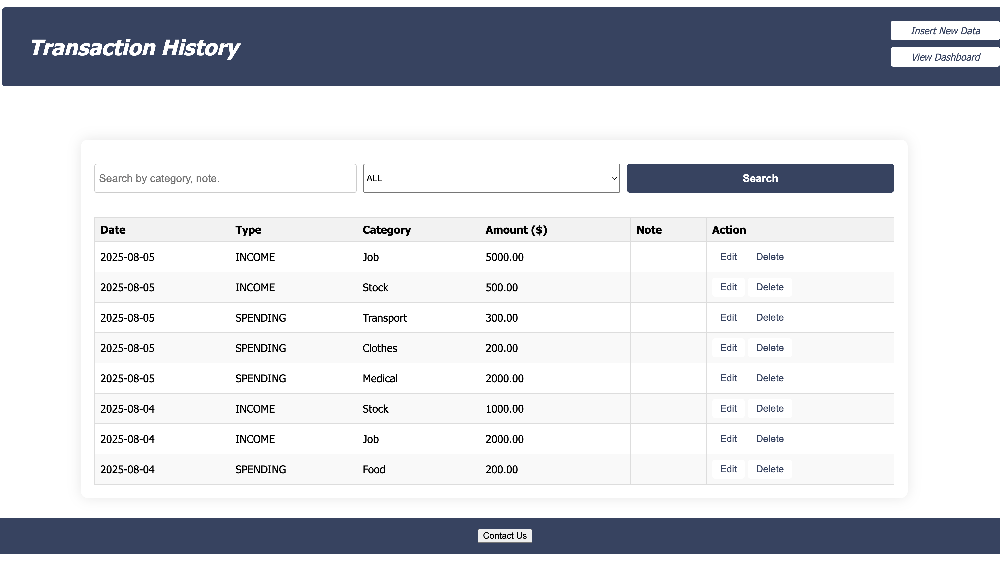 Transaction History
Insert New Data
View Dashboard
Search by category, note.
ALL
Search
Date Type Category Amount ($) Note Action
2025-08-05 INCOME Job 5000.00 Edit Delete
2025-08-05 INCOME Stock 500.00 Edit Delete
2025-08-05 SPENDING Transport 300.00 Edit Delete
2025-08-05 SPENDING Clothes 200.00 Edit Delete
2025-08-05 SPENDING Medical 2000.00 Edit Delete
2025-08-04 INCOME Stock 1000.00 Edit Delete
2025-08-04 INCOME Job 2000.00 Edit Delete
2025-08-04 SPENDING Food 200.00 Edit Delete
Contact Us